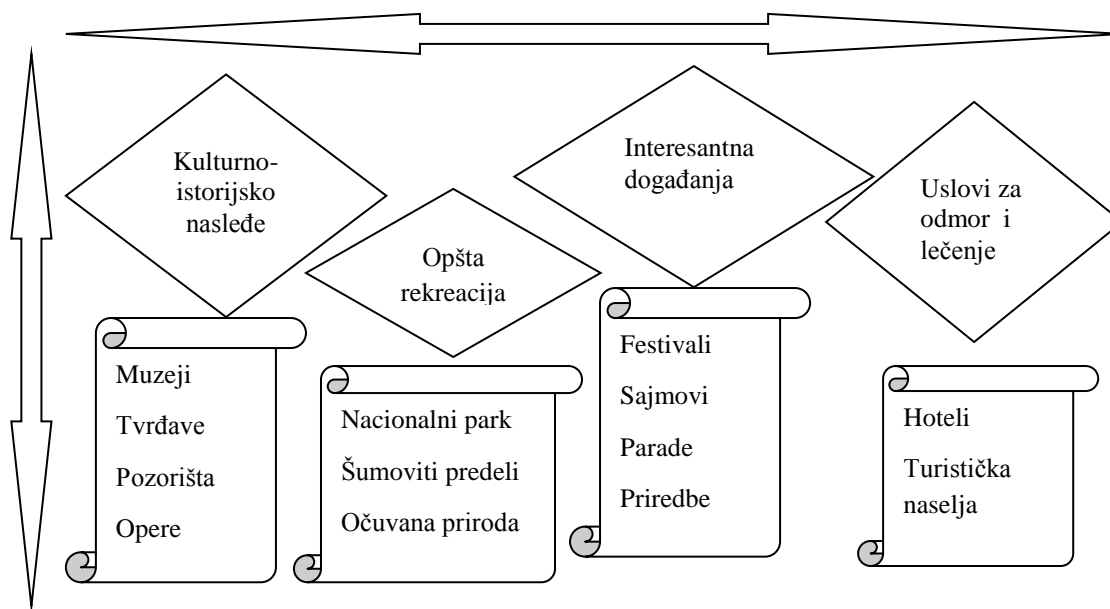 Kulturno-
istorijsko
nasleđe
Opšta
rekreacija
Interesantna
događanja
Uslovi za
odmor i
lečenje
Muzeji
Tvrđave
Pozorišta
Opere
Nacionalni park
Šumoviti predeli
Očuvana priroda
Festivali
Sajmovi
Parade
Priredbe
Hoteli
Turistička
naselja